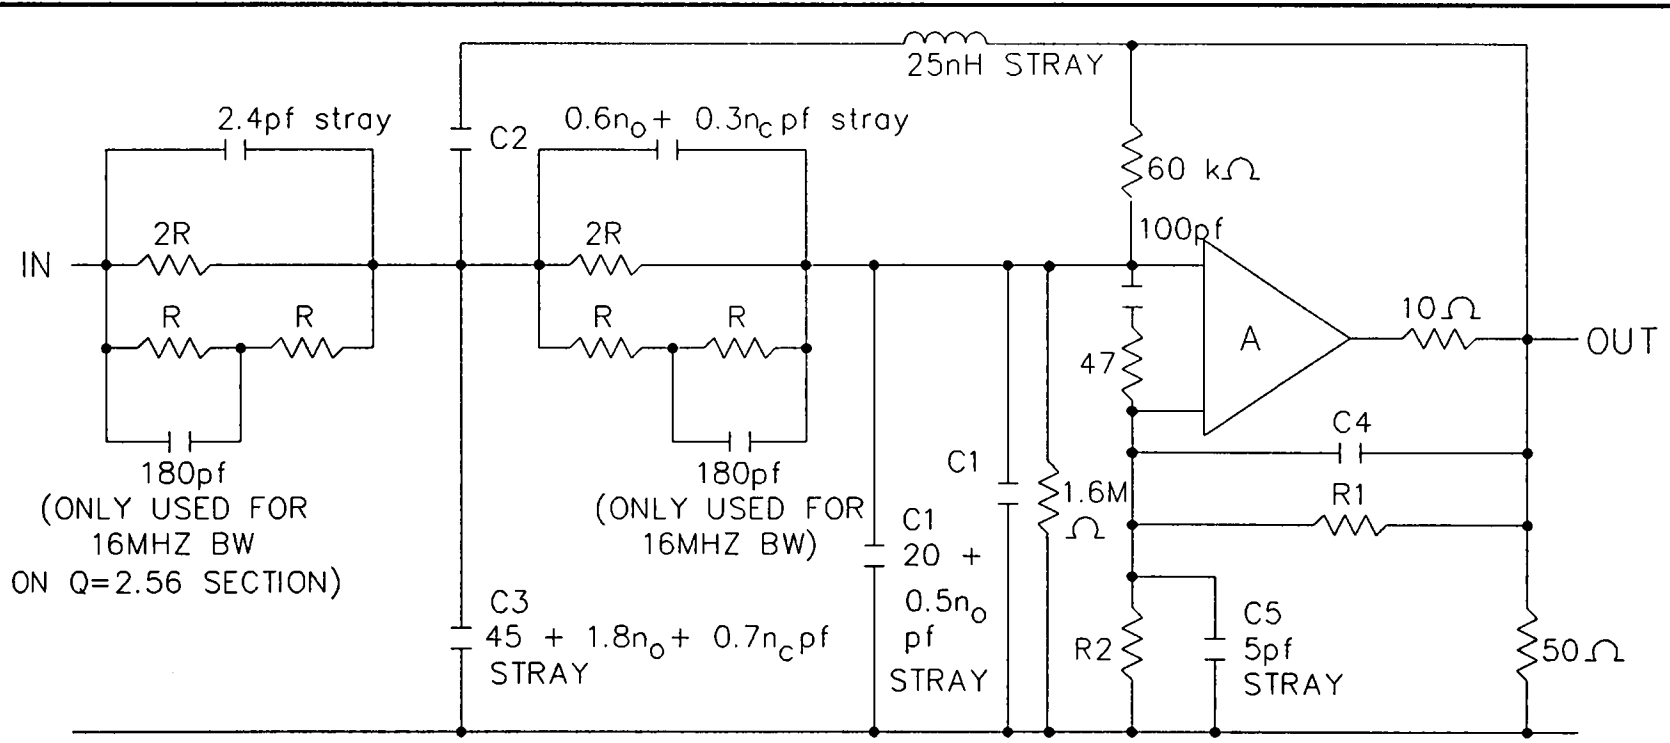 25nH STRAY
2.4pf stray
C2
0.6nₒ+ 0.3n꜀pf stray
60 kΩ
100pf
2R
2R
IN
R
R
R
R
10Ω
A
OUT
47
C4
180pf
(ONLY USED FOR
16MHZ BW
ON Q=2.56 SECTION)
180pf
(ONLY USED FOR
16MHZ BW)
C1
1.6M
Ω
R1
C1
20 +
0.5nₒ
pf
STRAY
C3
45 + 1.8nₒ+ 0.7n꜀pf
STRAY
R2
C5
5pf
STRAY
50Ω